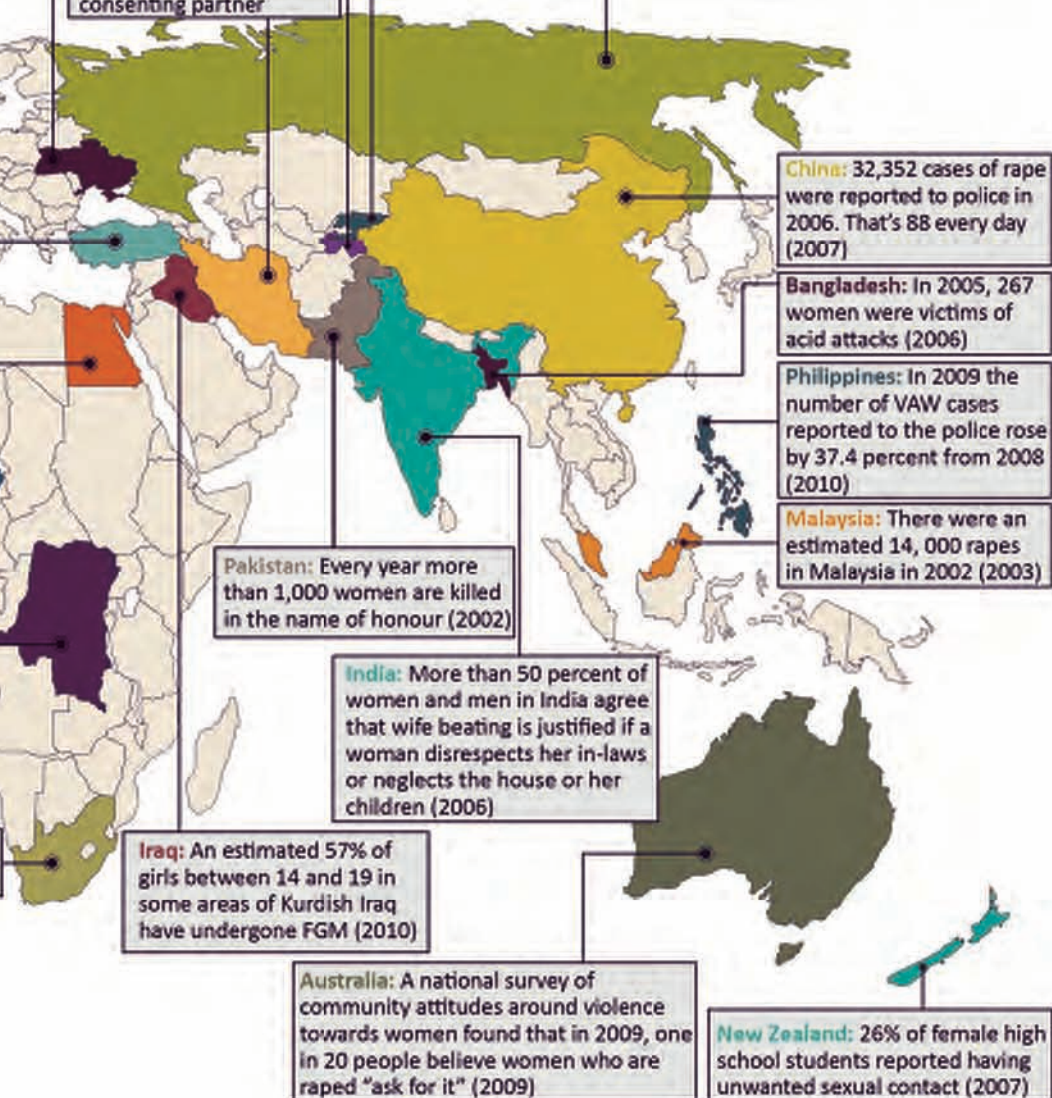 consenting partner
China: 32,352 cases of rape
were reported to police in
2006. That's 88 every day
(2007)
Bangladesh: In 2005, 267
women were victims of
acid attacks (2006)
Philippines: In 2009 the
number of VAW cases
reported to the police rose
by 37.4 percent from 2008
(2010)
Malaysia: There were an
estimated 14, 000 rapes
in Malaysia in 2002 (2003)
Pakistan: Every year more
than 1,000 women are killed
in the name of honour (2002)
India: More than 50 percent of
women and men in India agree
that wife beating is justified if a
woman disrespects her in-laws
or neglects the house or her
children (2006)
Iraq: An estimated 57% of
girls between 14 and 19 in
some areas of Kurdish Iraq
have undergone FGM (2010)
Australia: A national survey of
community attitudes around violence
towards women found that in 2009, one
in 20 people believe women who are
raped “ask for it” (2009)
New Zealand: 26% of female high
school students reported having
unwanted sexual contact (2007)